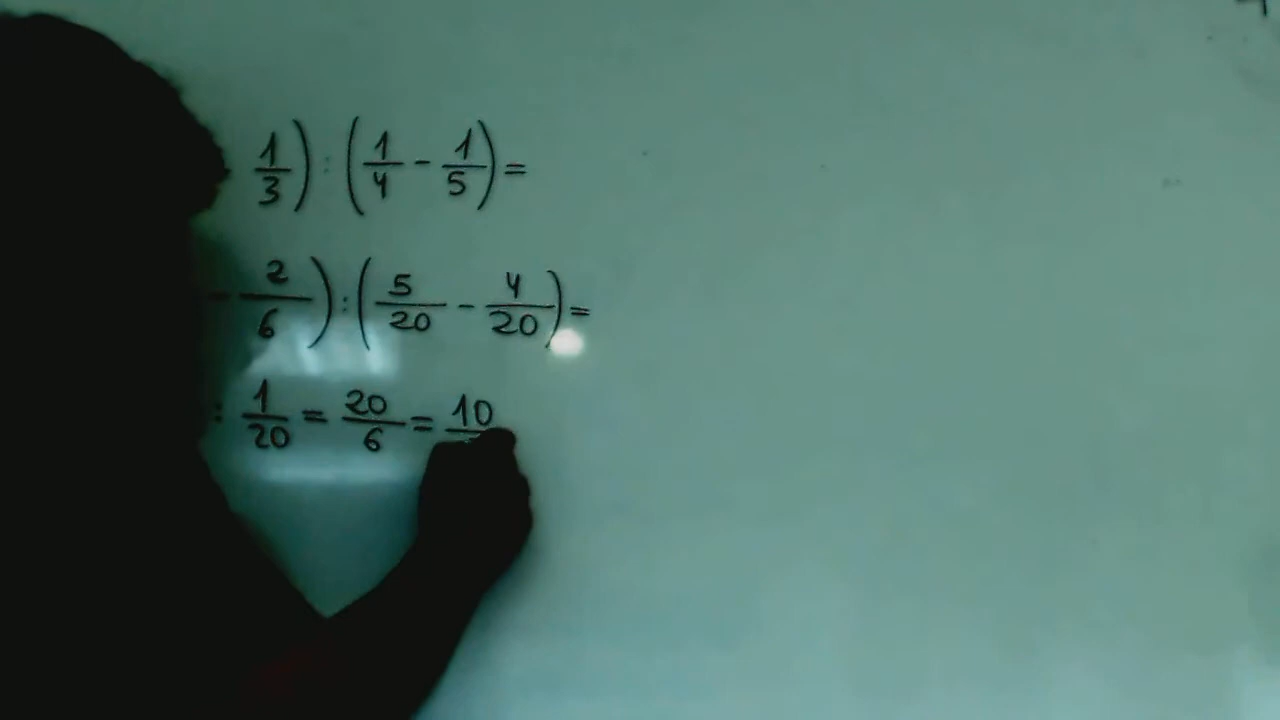 1/3) : (1/4 - 1/5) =
- 2/6) : (5/20 - 4/20) =
: 1/20 = 20/6 = 10/